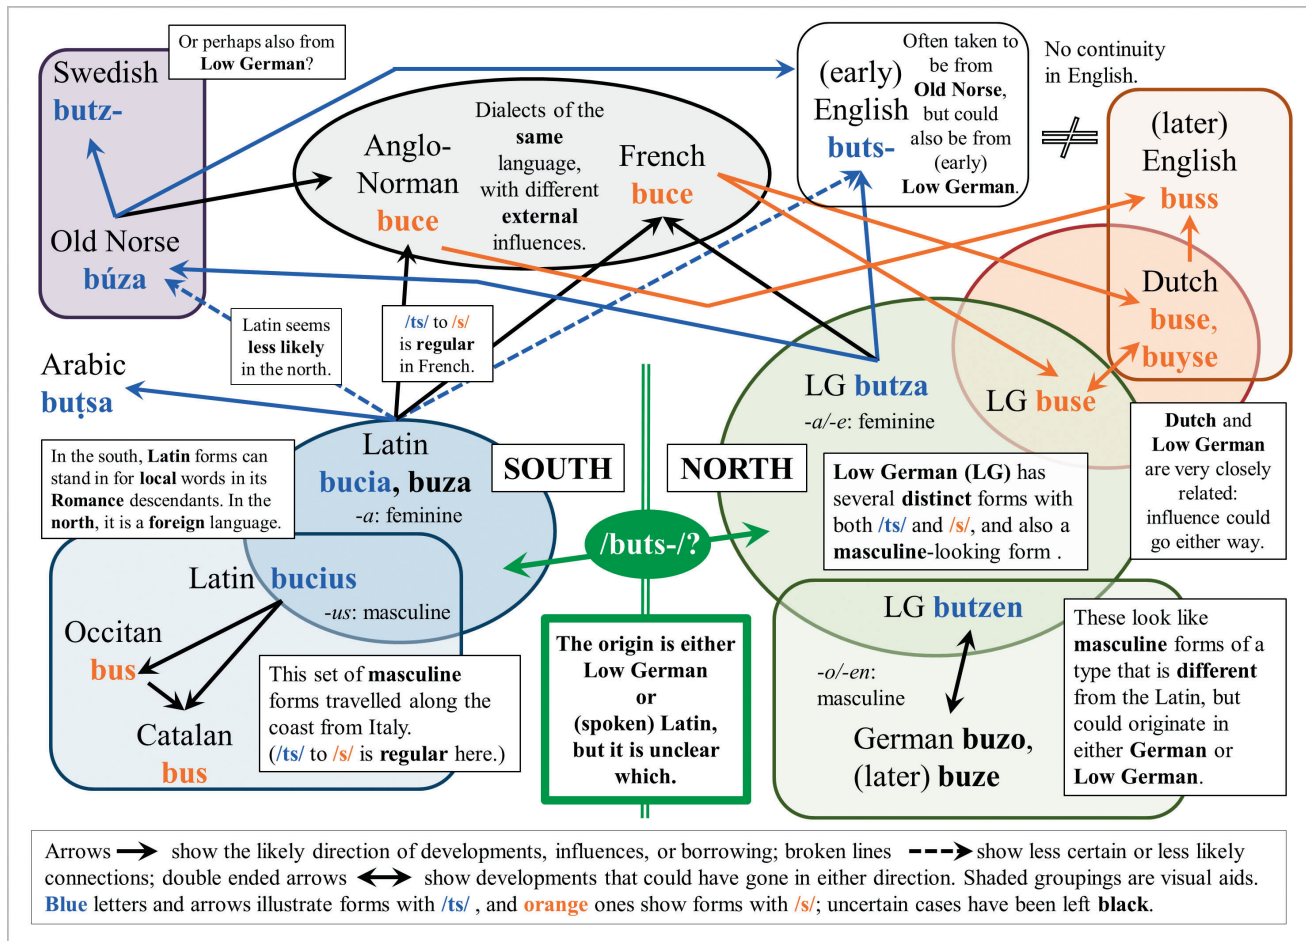 Or perhaps also from
Low German?
Swedish
butz-
Old Norse
búza
Anglo-
Norman
buce
Dialects of the
same
language,
with different
external
influences.
French
buce
(early)
English
buts-
Often taken to
be from
Old Norse,
but could
also be from
(early)
Low German.
No continuity
in English.
≠
(later)
English
buss
Dutch
buse,
buyse
Latin seems
less likely
in the north.
/ts/ to /s/
is regular
in French.
Arabic
buṭsa
LG butza
-a/-e: feminine
LG buse
Dutch and
Low German
are very closely
related:
influence could
go either way.
In the south, Latin forms can
stand in for local words in its
Romance descendants. In the
north, it is a foreign language.
Latin
bucia, buza
-a: feminine
SOUTH
NORTH
Low German (LG) has
several distinct forms with
both /ts/ and /s/, and also a
masculine-looking form .
/buts-/?
Latin bucius
-us: masculine
Occitan
bus
Catalan
bus
This set of masculine
forms travelled along the
coast from Italy.
(/ts/ to /s/ is regular here.)
The origin is either
Low German
or
(spoken) Latin,
but it is unclear
which.
LG butzen
-o/-en:
masculine
German buzo,
(later) buze
These look like
masculine forms of a
type that is different
from the Latin, but
could originate in
either German or
Low German.
Arrows show the likely direction of developments, influences, or borrowing; broken lines show less certain or less likely
connections; double ended arrows show developments that could have gone in either direction. Shaded groupings are visual aids.
Blue letters and arrows illustrate forms with /ts/ , and orange ones show forms with /s/; uncertain cases have been left black.